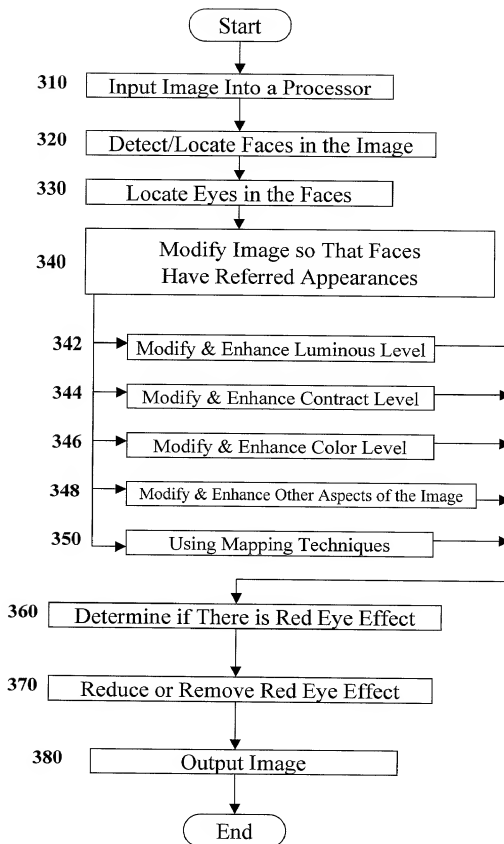 Start
310 Input Image Into a Processor
320 Detect/Locate Faces in the Image
330 Locate Eyes in the Faces
340 Modify Image so That Faces
Have Referred Appearances
342 Modify & Enhance Luminous Level
344 Modify & Enhance Contract Level
346 Modify & Enhance Color Level
348 Modify & Enhance Other Aspects of the Image
350 Using Mapping Techniques
360 Determine if There is Red Eye Effect
370 Reduce or Remove Red Eye Effect
380 Output Image
End